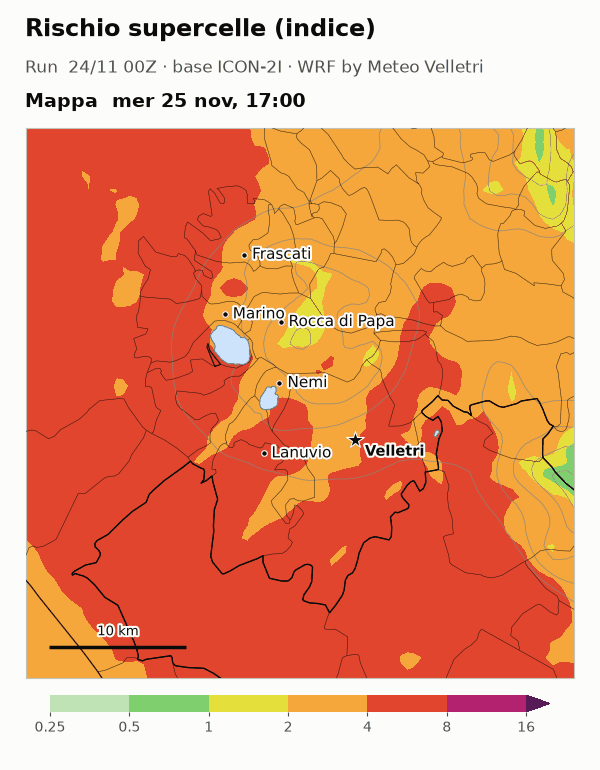 Rischio supercelle (indice)
Run  24/11 00Z · base ICON-2I · WRF by Meteo Velletri
Mappa  mer 25 nov, 17:00
Frascati
Marino
Rocca di Papa
Nemi
Velletri
Lanuvio
10 km
0.25 0.5 1 2 4 8 16